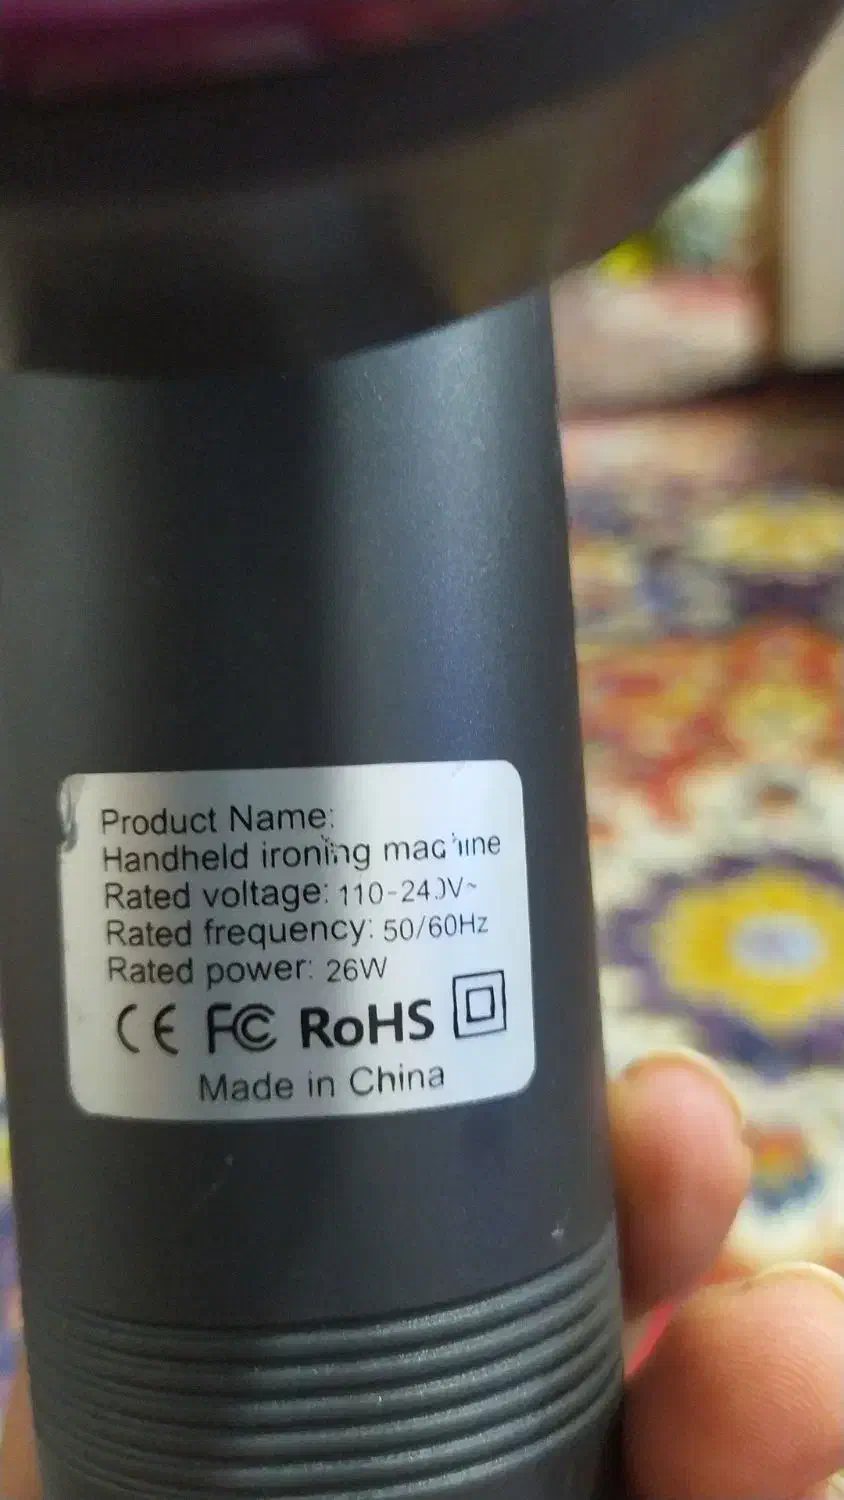 Product Name:
Handheld ironing machine
Rated voltage: 110-240V~
Rated frequency: 50/60Hz
Rated power: 26W
CE FC RoHS
Made in China